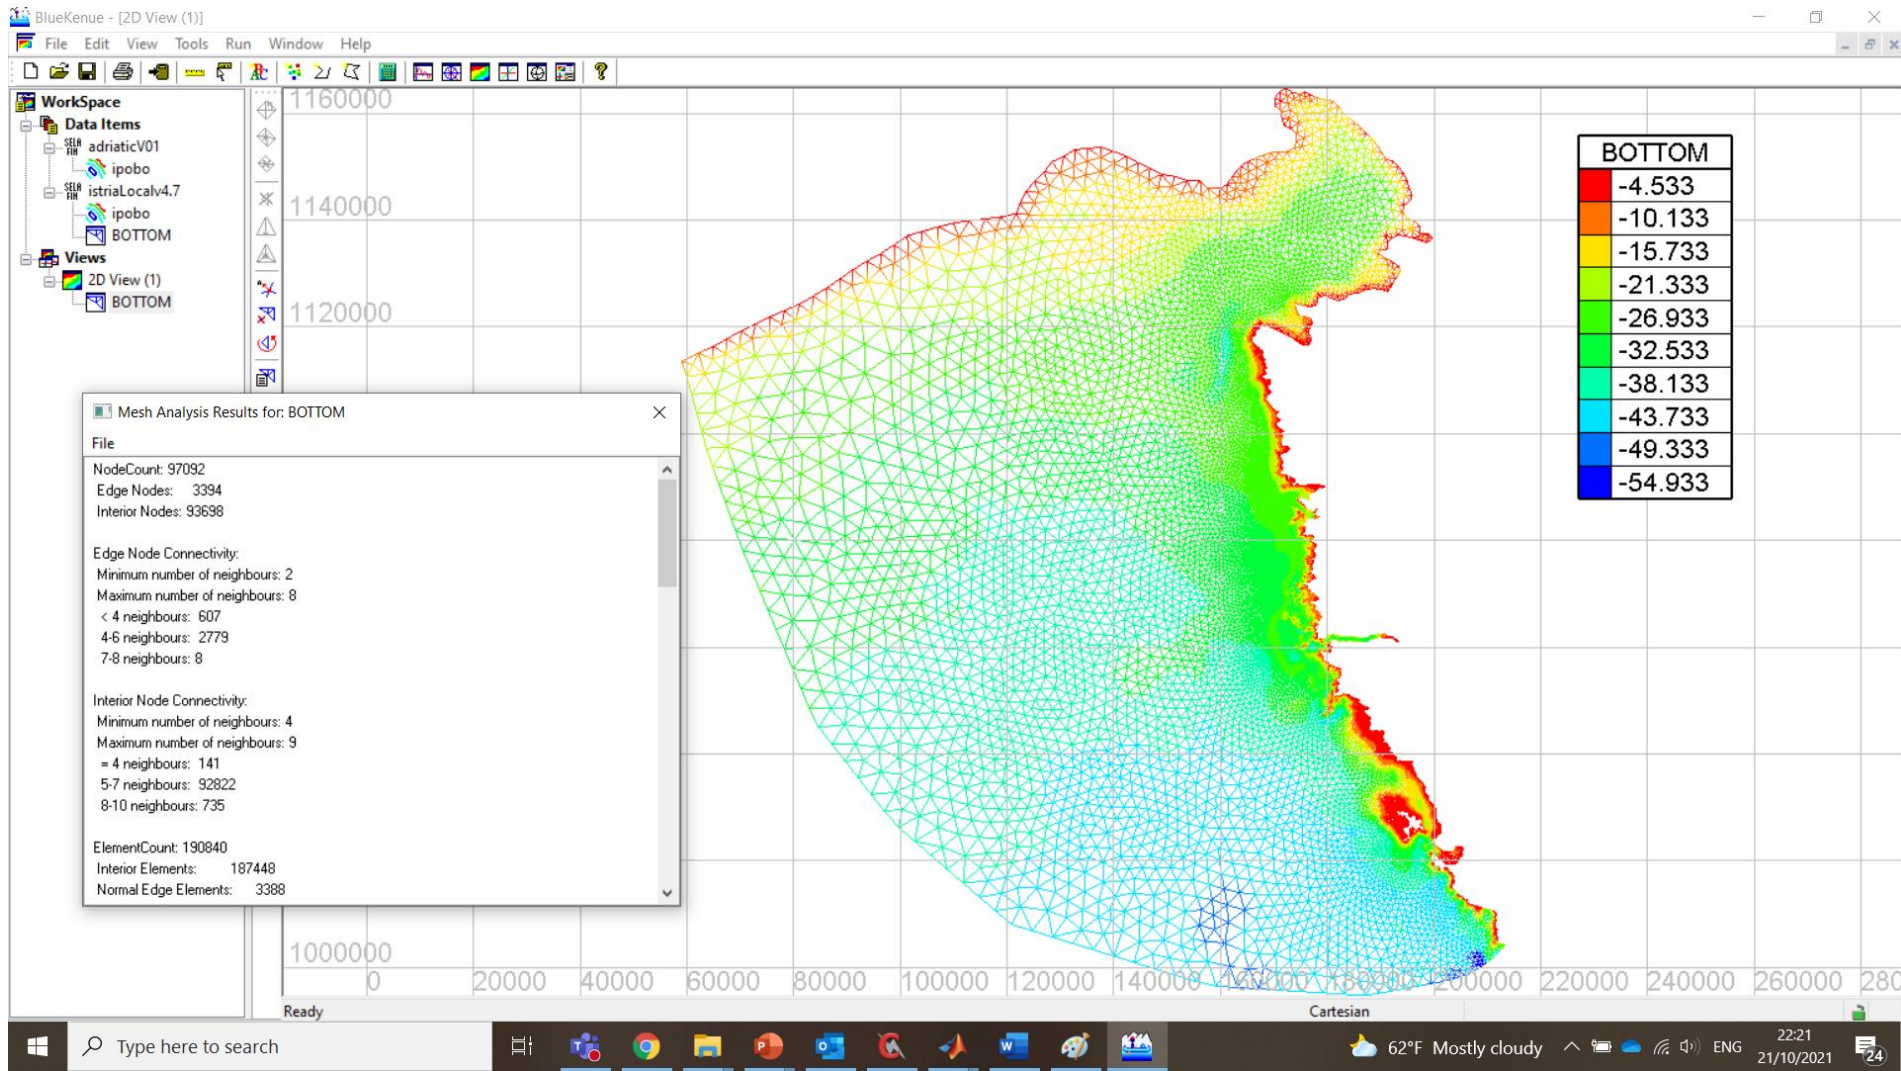 BlueKenue - [2D View (1)]
File Edit View Tools Run Window Help
WorkSpace
Data Items
adriaticV01
ipobo
istriaLocalv4.7
ipobo
BOTTOM
Views
2D View (1)
BOTTOM
1160000
1140000
1120000
1000000
0 20000 40000 60000 80000 100000 120000 140000 160000 180000 200000 220000 240000 260000 280
BOTTOM
-4.533
-10.133
-15.733
-21.333
-26.933
-32.533
-38.133
-43.733
-49.333
-54.933
Mesh Analysis Results for: BOTTOM
File
NodeCount: 97092
Edge Nodes: 3394
Interior Nodes: 93698
Edge Node Connectivity:
Minimum number of neighbours: 2
Maximum number of neighbours: 8
< 4 neighbours: 607
4-6 neighbours: 2779
7-8 neighbours: 8
Interior Node Connectivity:
Minimum number of neighbours: 4
Maximum number of neighbours: 9
= 4 neighbours: 141
5-7 neighbours: 92822
8-10 neighbours: 735
ElementCount: 190840
Interior Elements: 187448
Normal Edge Elements: 3388
Ready
Cartesian
Type here to search
62°F Mostly cloudy
ENG
22:21
21/10/2021
24